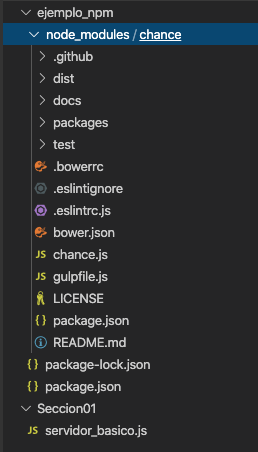 ejemplo_npm
node_modules / chance
.github
dist
docs
packages
test
.bowerrc
.eslintignore
.eslintrc.js
bower.json
JS chance.js
JS gulpfile.js
LICENSE
{ } package.json
README.md
{ } package-lock.json
{ } package.json
Seccion01
JS servidor_basico.js